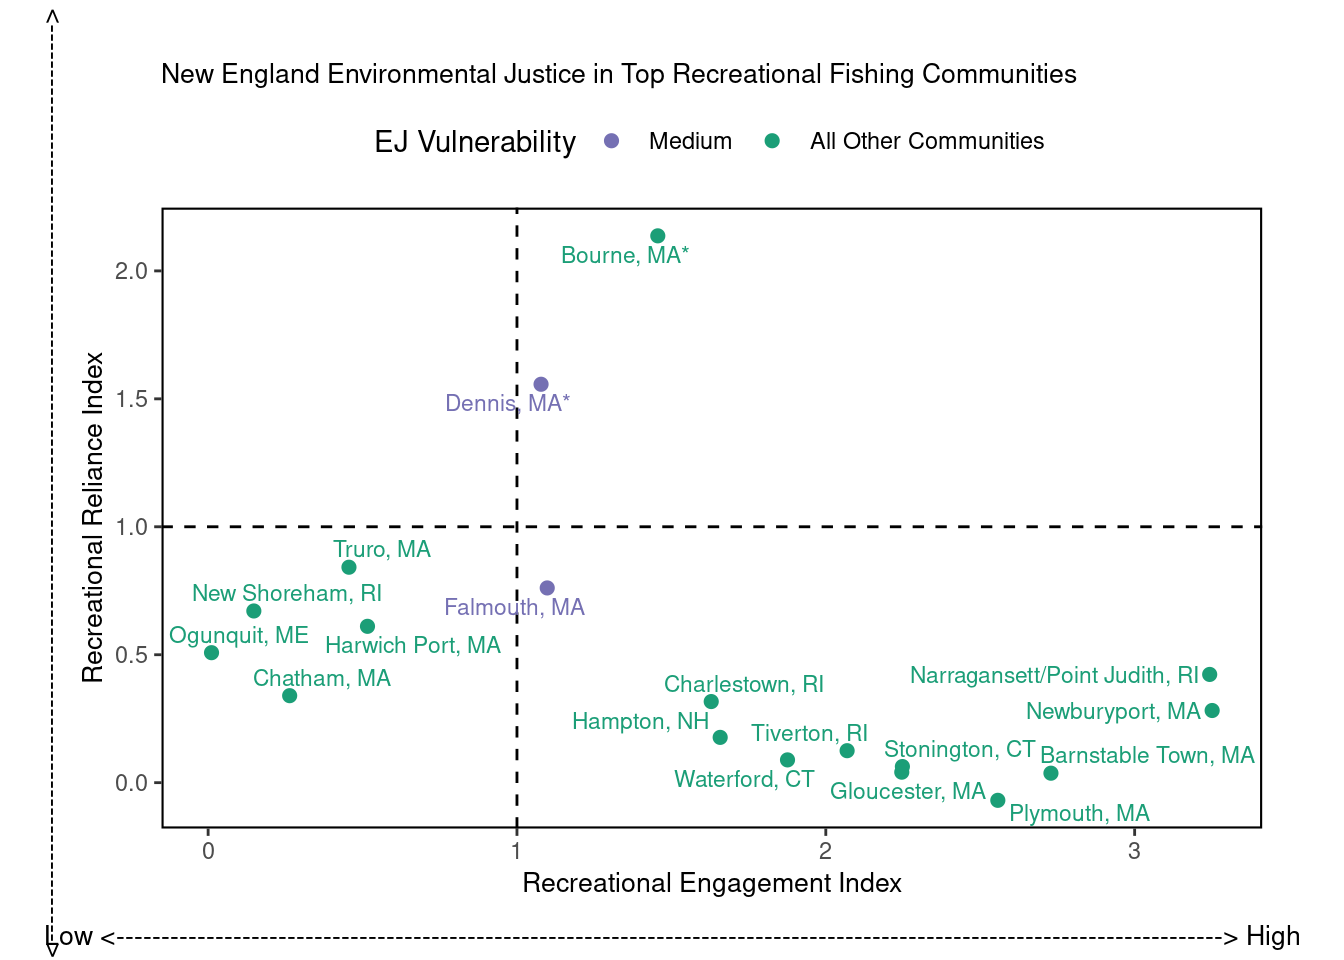 New England Environmental Justice in Top Recreational Fishing Communities
EJ Vulnerability Medium All Other Communities
Recreational Reliance Index
2.0
1.5
1.0
0.5
0.0
Bourne, MA*
Dennis, MA*
Truro, MA
Falmouth, MA
New Shoreham, RI
Ogunquit, ME
Harwich Port, MA
Chatham, MA
Charlestown, RI
Narragansett/Point Judith, RI
Hampton, NH
Newburyport, MA
Tiverton, RI
Stonington, CT
Barnstable Town, MA
Waterford, CT
Gloucester, MA
Plymouth, MA
0 1 2 3
Recreational Engagement Index
Low <--------------------> High